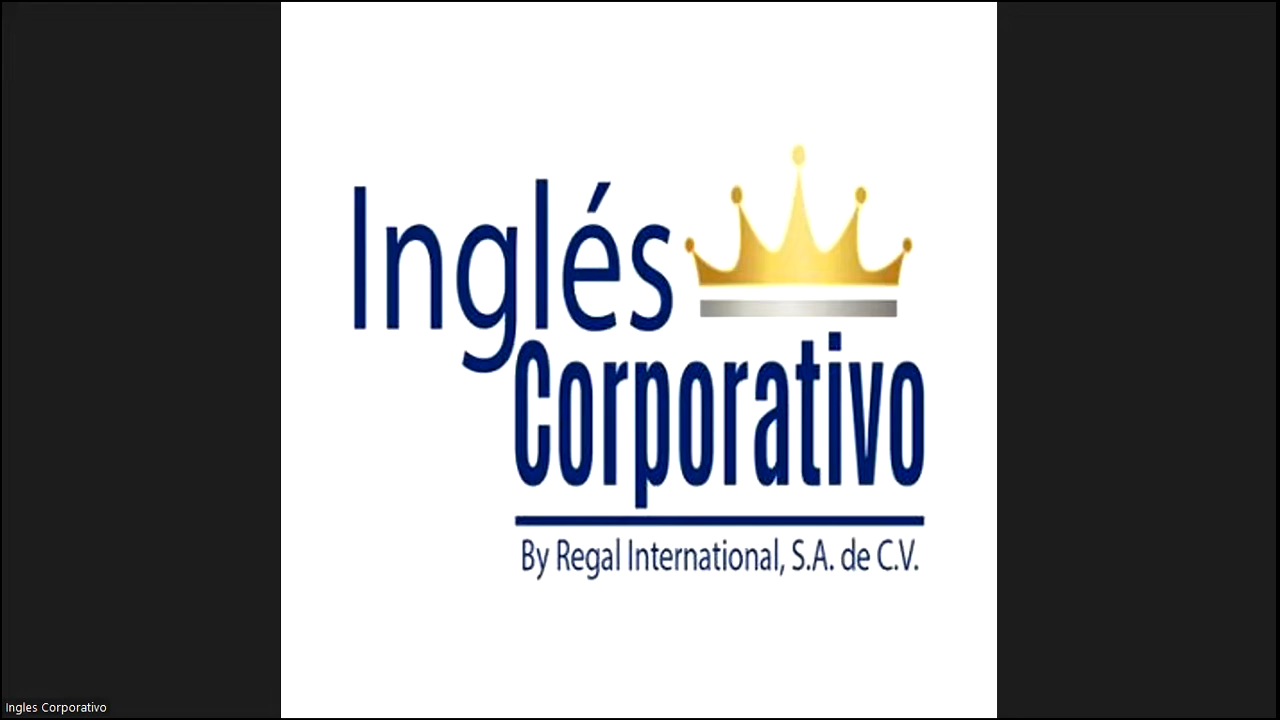 Inglés
Corporativo
By Regal International, S.A. de C.V.
Ingles Corporativo